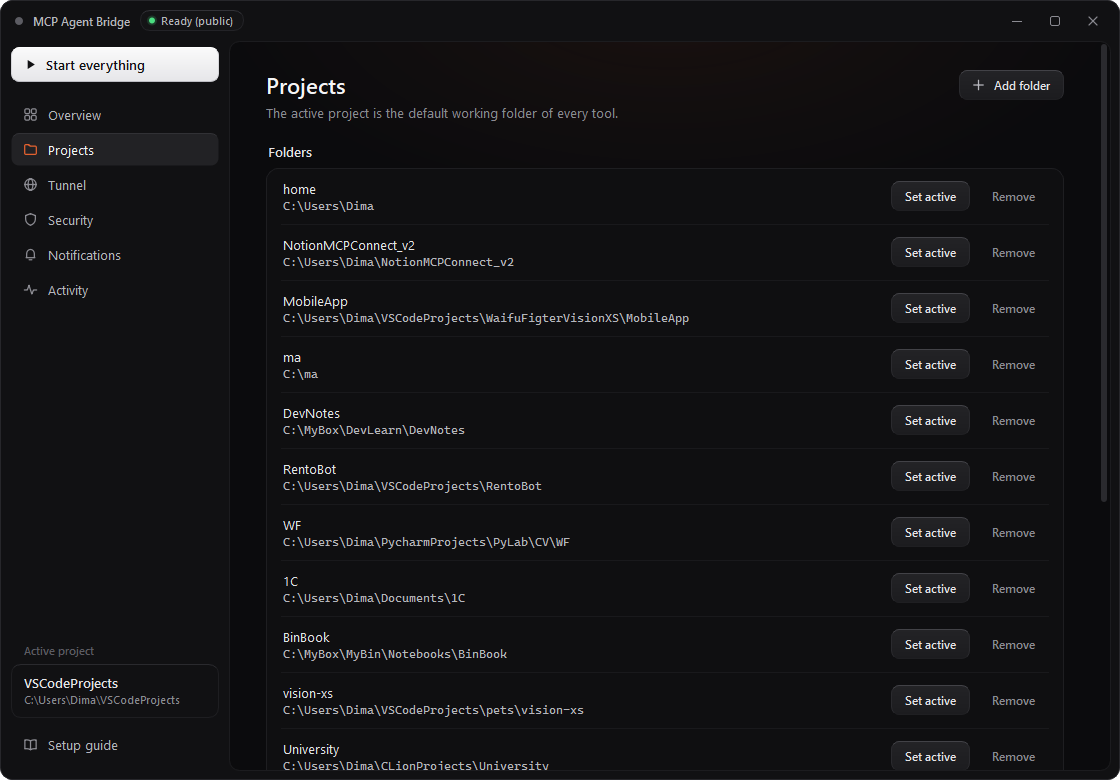 MCP Agent Bridge
Ready (public)
Start everything
Overview
Projects
Tunnel
Security
Notifications
Activity
Active project
VSCodeProjects
C:\Users\Dima\VSCodeProjects
Setup guide
Projects
Add folder
The active project is the default working folder of every tool.
Folders
home
C:\Users\Dima
Set active Remove
NotionMCPConnect_v2
C:\Users\Dima\NotionMCPConnect_v2
Set active Remove
MobileApp
C:\Users\Dima\VSCodeProjects\WaifuFigterVisionXS\MobileApp
Set active Remove
ma
C:\ma
Set active Remove
DevNotes
C:\MyBox\DevLearn\DevNotes
Set active Remove
RentoBot
C:\Users\Dima\VSCodeProjects\RentoBot
Set active Remove
WF
C:\Users\Dima\PycharmProjects\PyLab\CV\WF
Set active Remove
1C
C:\Users\Dima\Documents\1C
Set active Remove
BinBook
C:\MyBox\MyBin\Notebooks\BinBook
Set active Remove
vision-xs
C:\Users\Dima\VSCodeProjects\pets\vision-xs
Set active Remove
University
C:\Users\Dima\CLionProjects\University
Set active Remove